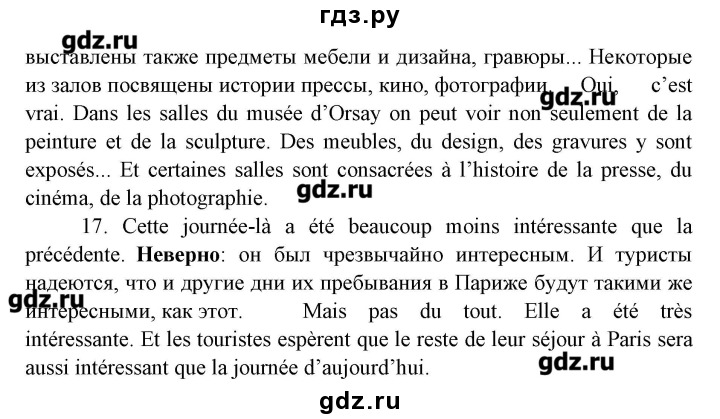 гдз.ру
gdz.ru
выставлены также предметы мебели и дизайна, гравюры... Некоторые
из залов посвящены истории прессы, кино, фотографии. Oui, c’est
gdz.ru
vrai. Dans les salles du musée d’Orsay on peut voir non seulement de la
peinture et de la sculpture. Des meubles, du design, des gravures y sont
exposés... Et certaines salles sont consacrées à l’histoire de la presse, du
cinéma, de la photographie.
gdz.ru
17. Cette journée-là a été beaucoup moins intéressante que la
précédente. Неверно: он был чрезвычайно интересным. И туристы
надеются, что и другие дни их пребывания в Париже будут такими же
gdz.ru
интересными, как этот. Mais pas du tout. Elle a été très
intéressante. Et les touristes espèrent que le reste de leur séjour à Paris sera
aussi intéressant que la journée d’aujourd’hui.
gdz.ru
gdz.ru